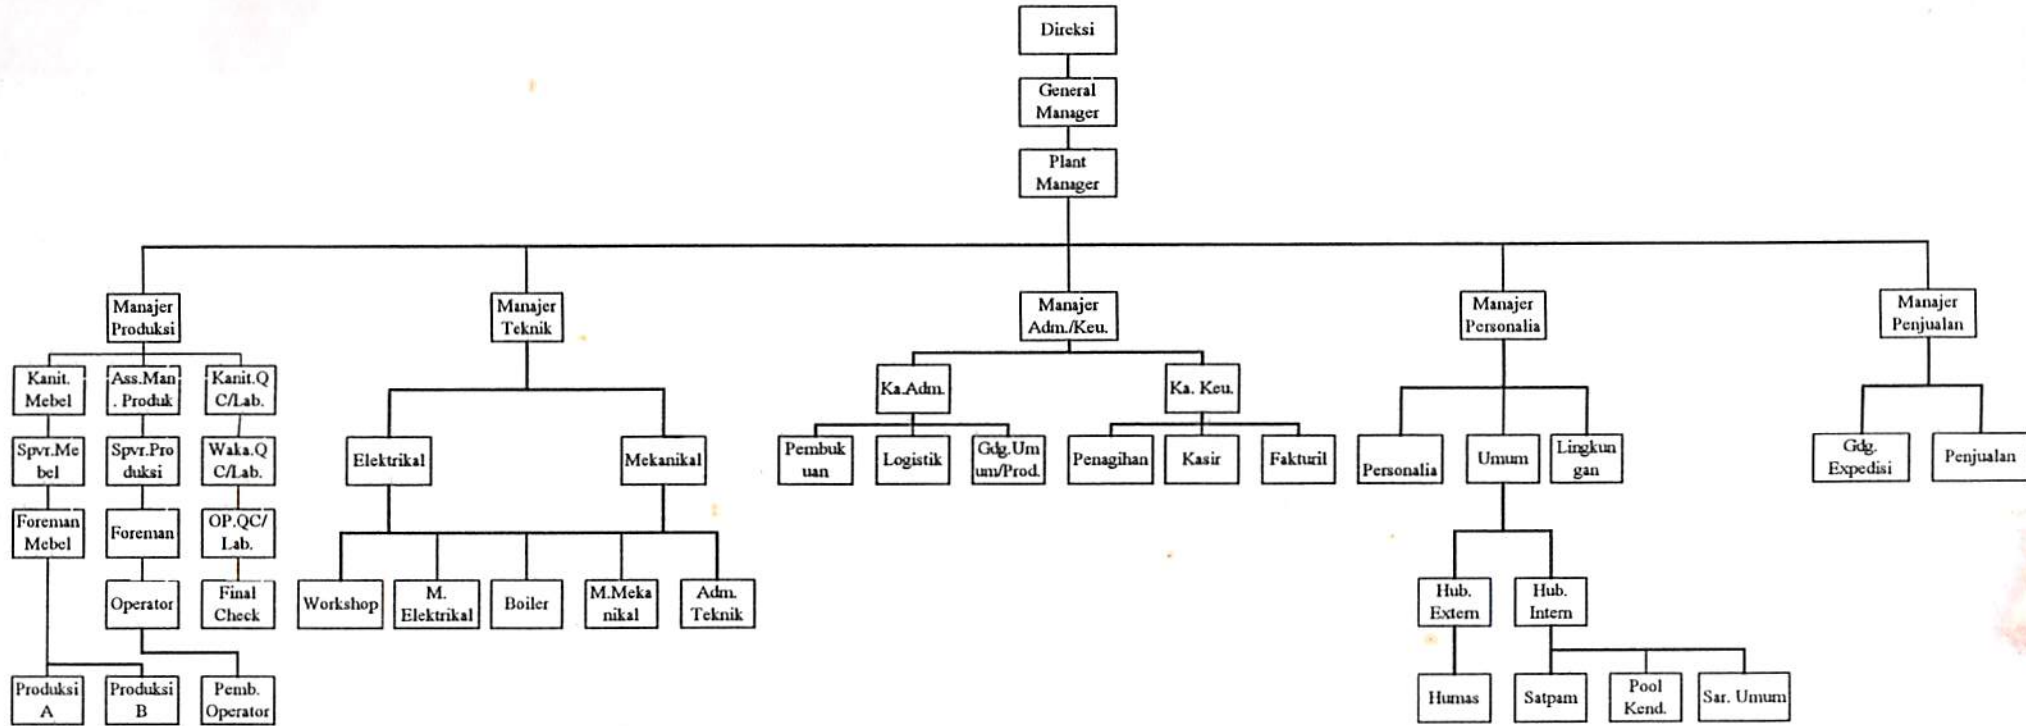 Direksi
General
Manager
Plant
Manager
Manajer
Produksi
Manajer
Teknik
Manajer
Adm./Keu.
Manajer
Personalia
Manajer
Penjualan
Kanit.
Mebel
Ass.Man
. Produk
Kanit.Q
C/Lab.
Ka.Adm.
Ka. Keu.
Spvr.Me
bel
Spvr.Pro
duksi
Waka.Q
C/Lab.
Elektrikal
Mekanikal
Pembuk
uan
Logistik
Gdg.Um
um/Prod.
Penagihan
Kasir
Fakturil
Personalia
Umum
Lingkun
gan
Gdg.
Expedisi
Penjualan
Foreman
Mebel
Foreman
OP.QC/
Lab.
Operator
Final
Check
Workshop
M.
Elektrikal
Boiler
M.Meka
nikal
Adm.
Teknik
Hub.
Extern
Hub.
Intern
Produksi
A
Produksi
B
Pemb.
Operator
Humas
Satpam
Pool
Kend.
Sar. Umum